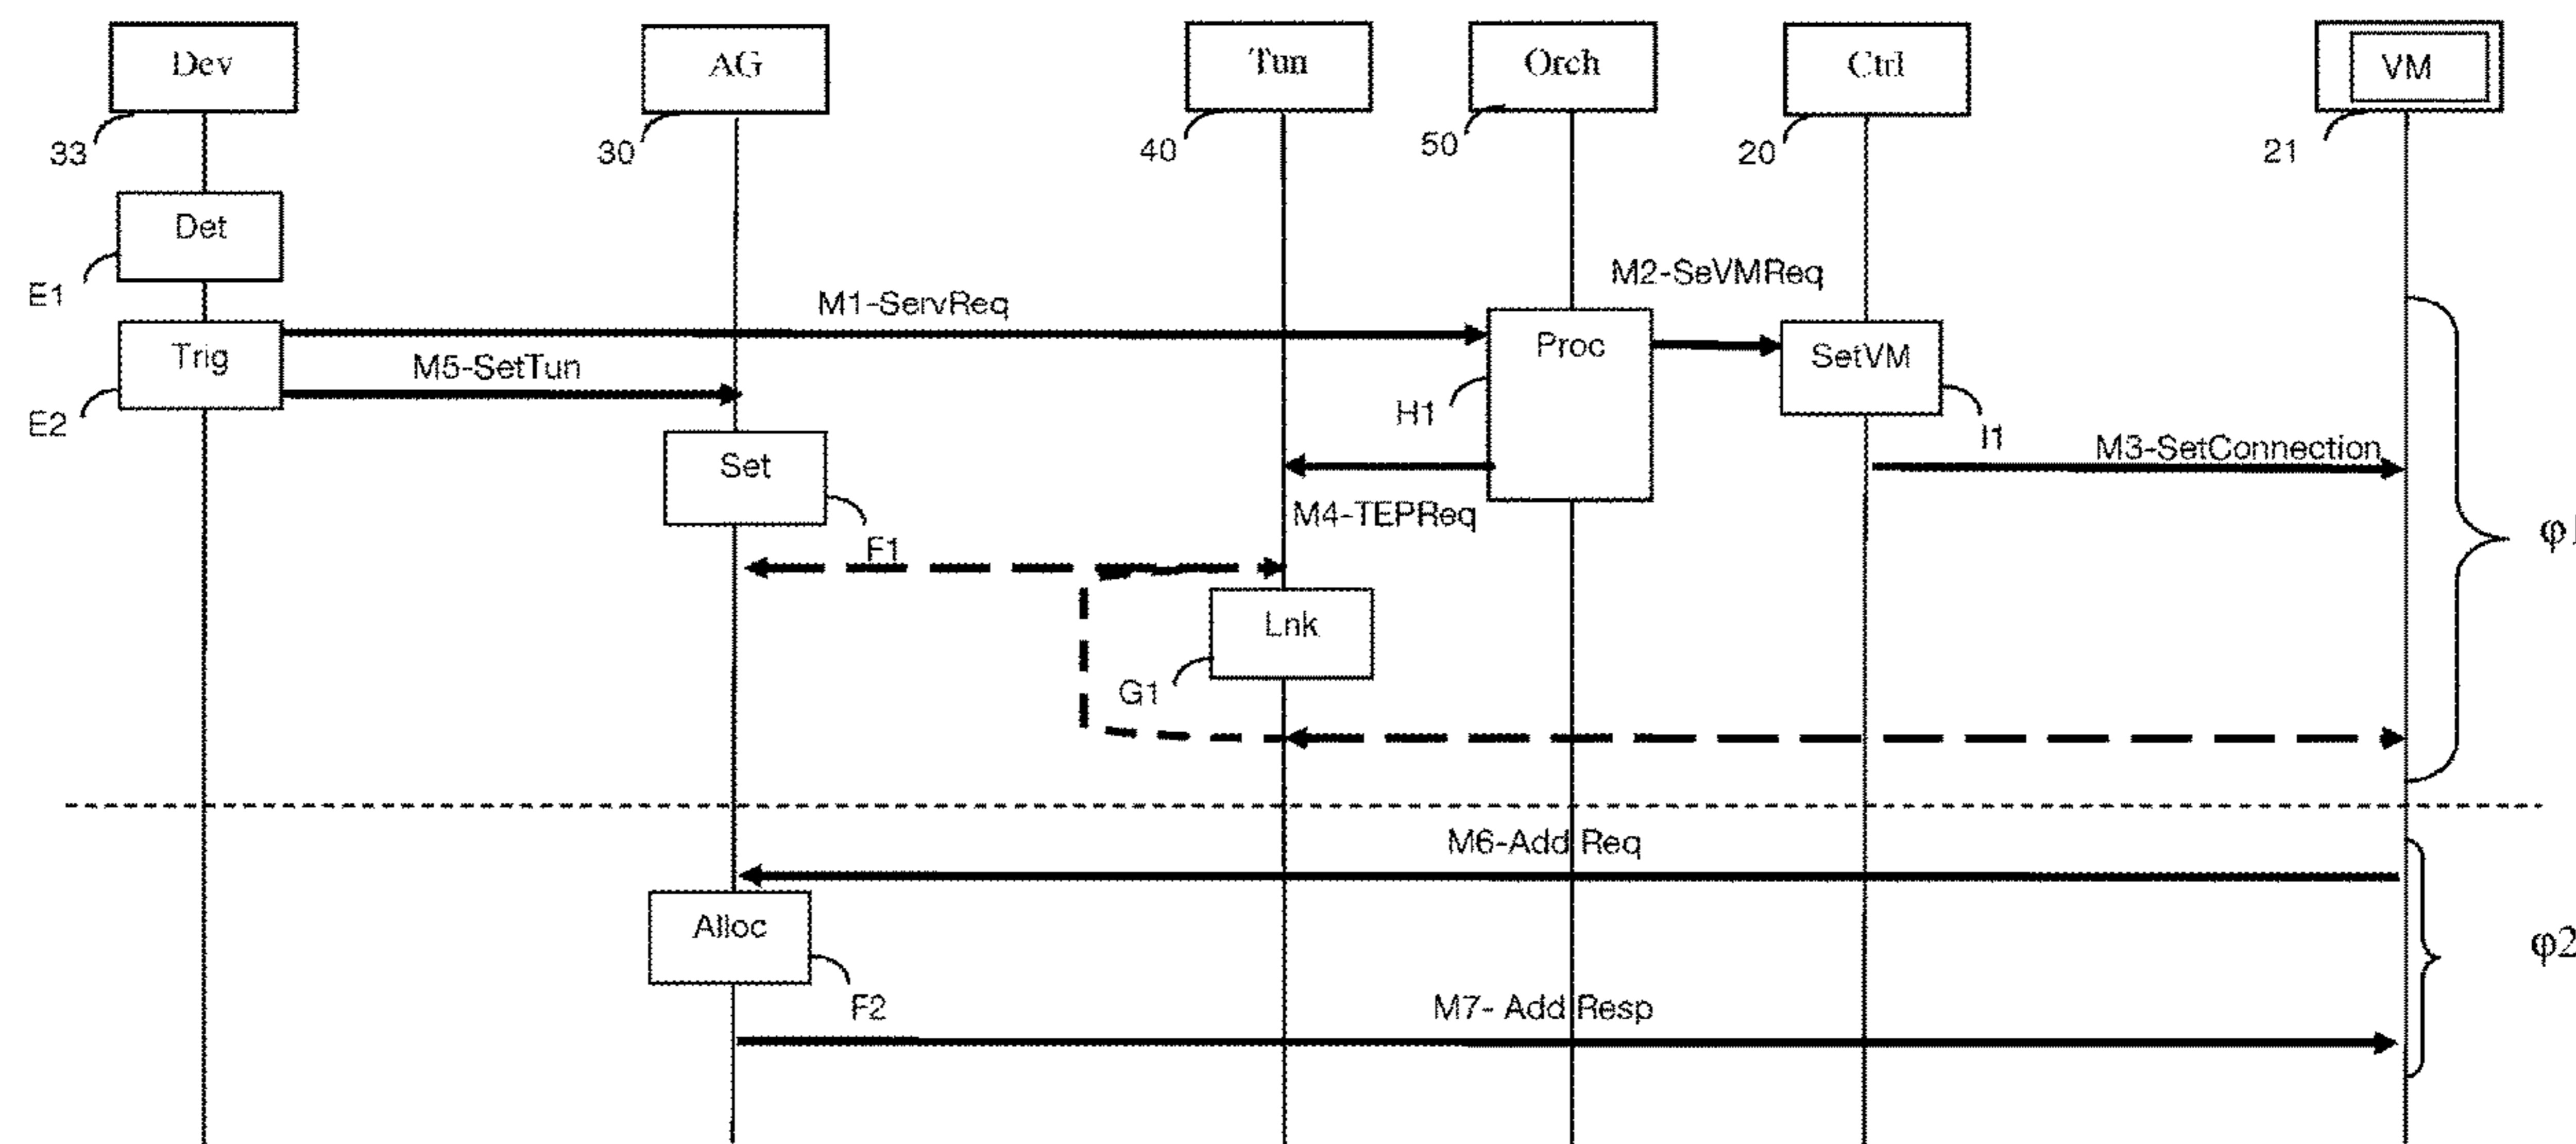 Dev
AG
Tun
Orch
Ctrl
VM
33
30
40
50
20
21
Det
E1
M1-ServReq
M2-SeVMReq
Trig
M5-SetTun
Proc
SetVM
E2
H1
I1
Set
M3-SetConnection
M4-TEPReq
F1
φ1
Lnk
G1
M6-Add Req
Alloc
φ2
F2
M7- Add Resp